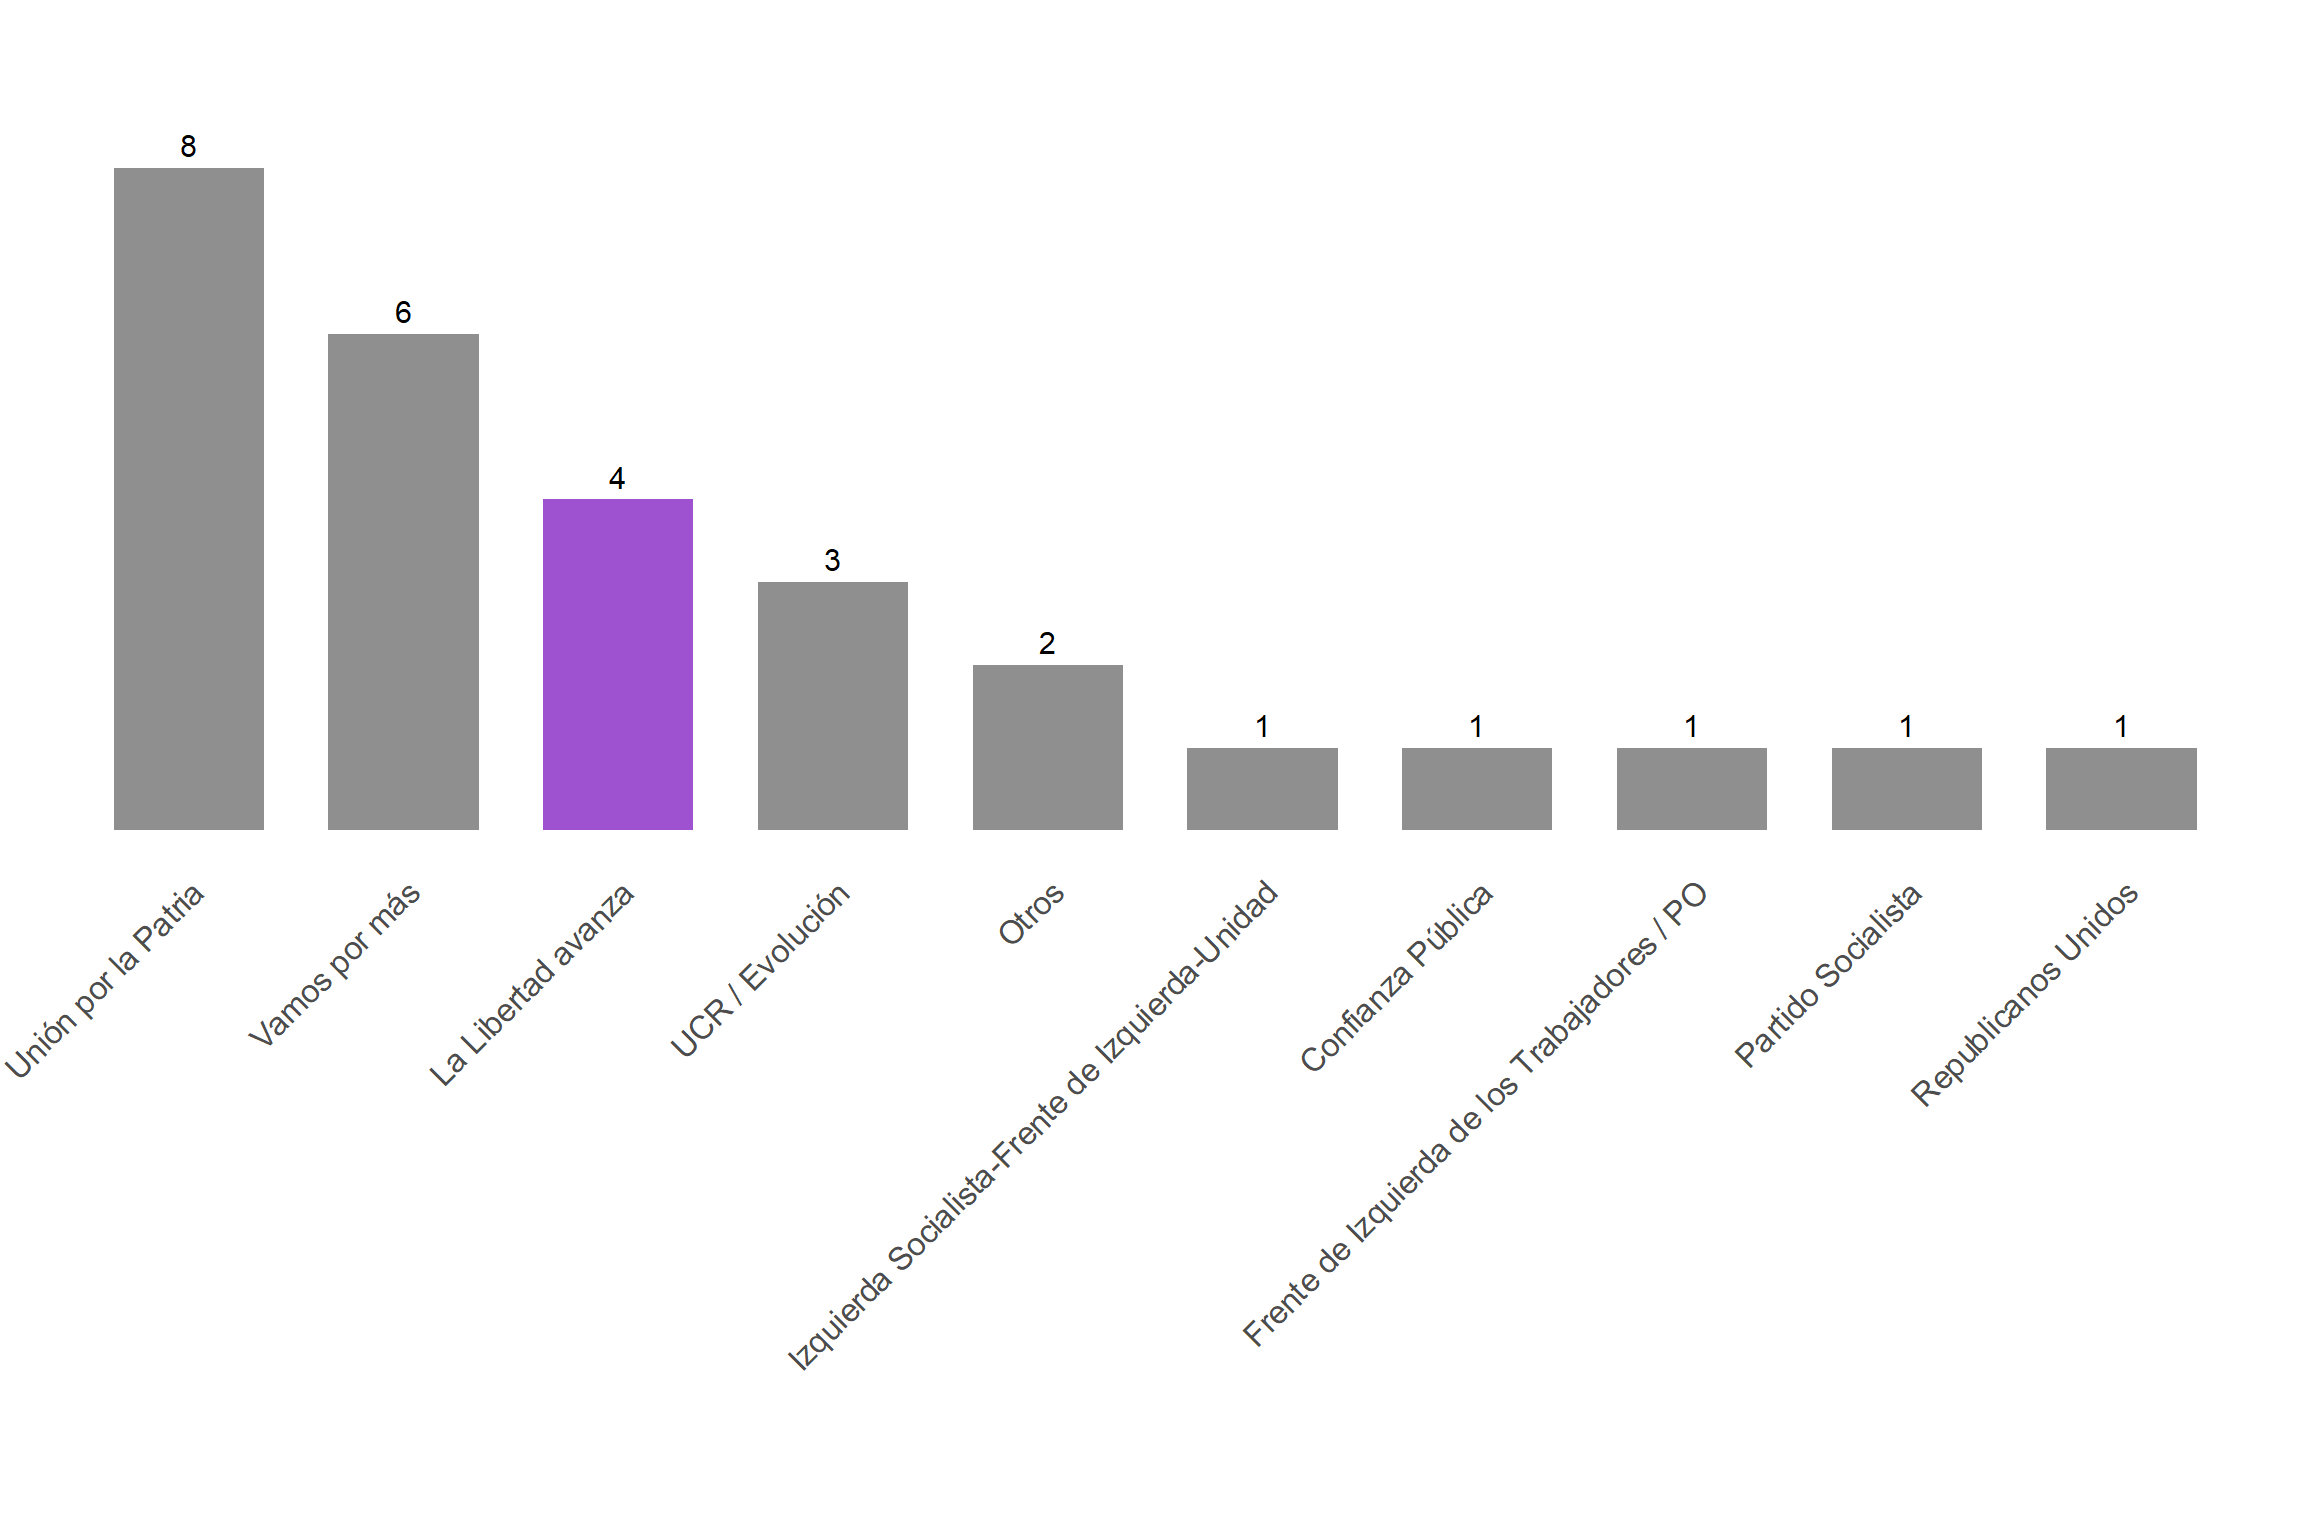 8
6
4
3
2
1
1
1
1
1
Unión por la Patria
Vamos por más
La Libertad avanza
UCR / Evolución
Otros
Izquierda Socialista-Frente de Izquierda-Unidad
Confianza Pública
Frente de Izquierda de los Trabajadores / PO
Partido Socialista
Republicanos Unidos